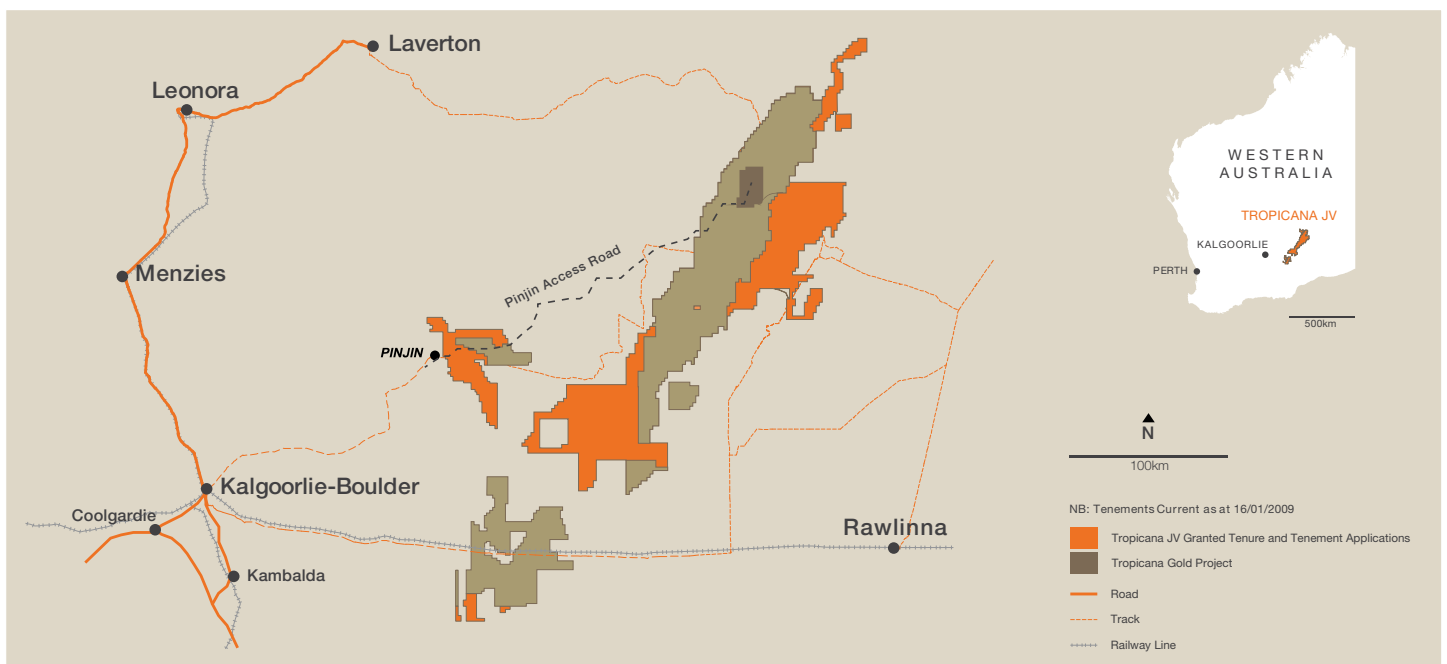 Laverton
Leonora
Menzies
Pinjin Access Road
PINJIN
Kalgoorlie-Boulder
Coolgardie
Kambalda
Rawlinna
WESTERN
AUSTRALIA
TROPICANA JV
KALGOORLIE
PERTH
500km
N
100km
NB: Tenements Current as at 16/01/2009
Tropicana JV Granted Tenure and Tenement Applications
Tropicana Gold Project
Road
Track
Railway Line